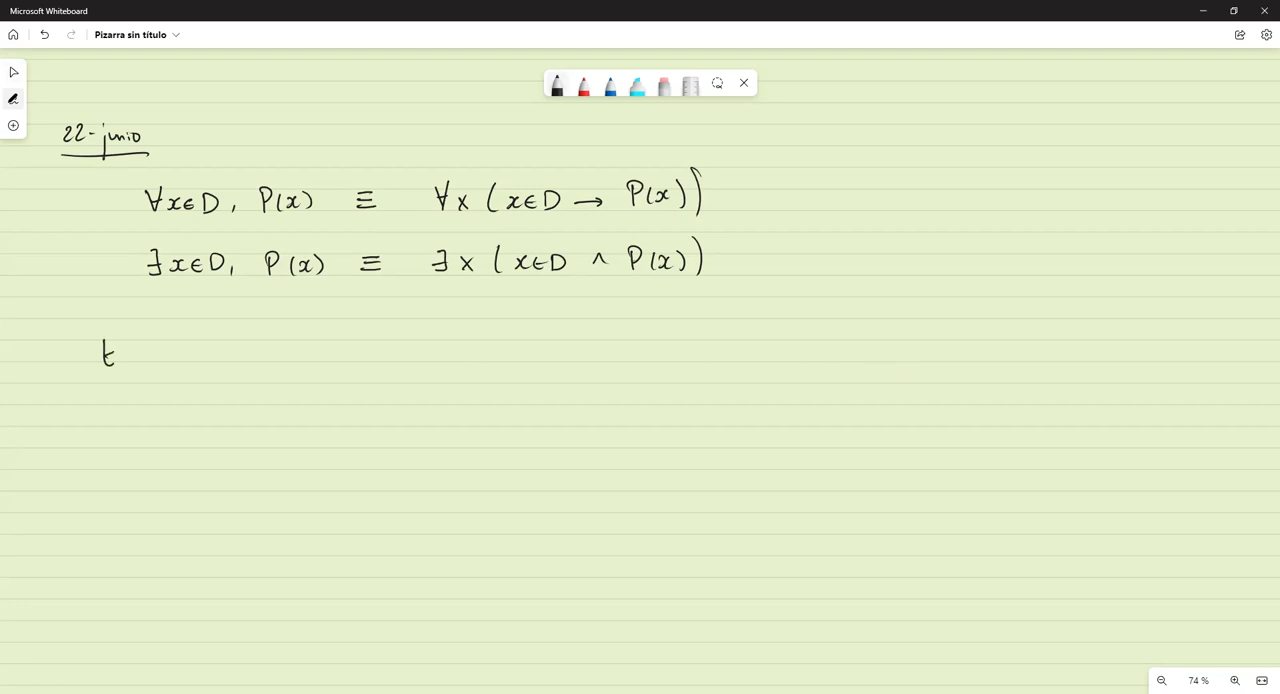 Microsoft Whiteboard
Pizarra sin título
22-junio
∀x∈D, P(x) ≡ ∀x (x∈D → P(x))
∃x∈D, P(x) ≡ ∃x (x∈D ∧ P(x))
t
74 %